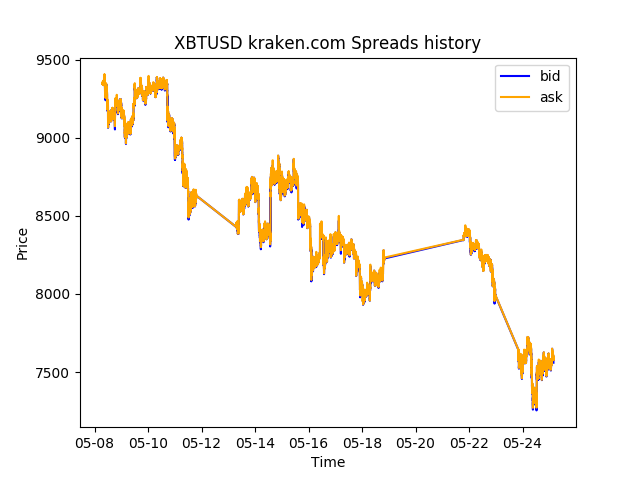 XBTUSD kraken.com Spreads history
bid
ask
9500
9000
8500
8000
7500
Price
05-08 05-10 05-12 05-14 05-16 05-18 05-20 05-22 05-24
Time